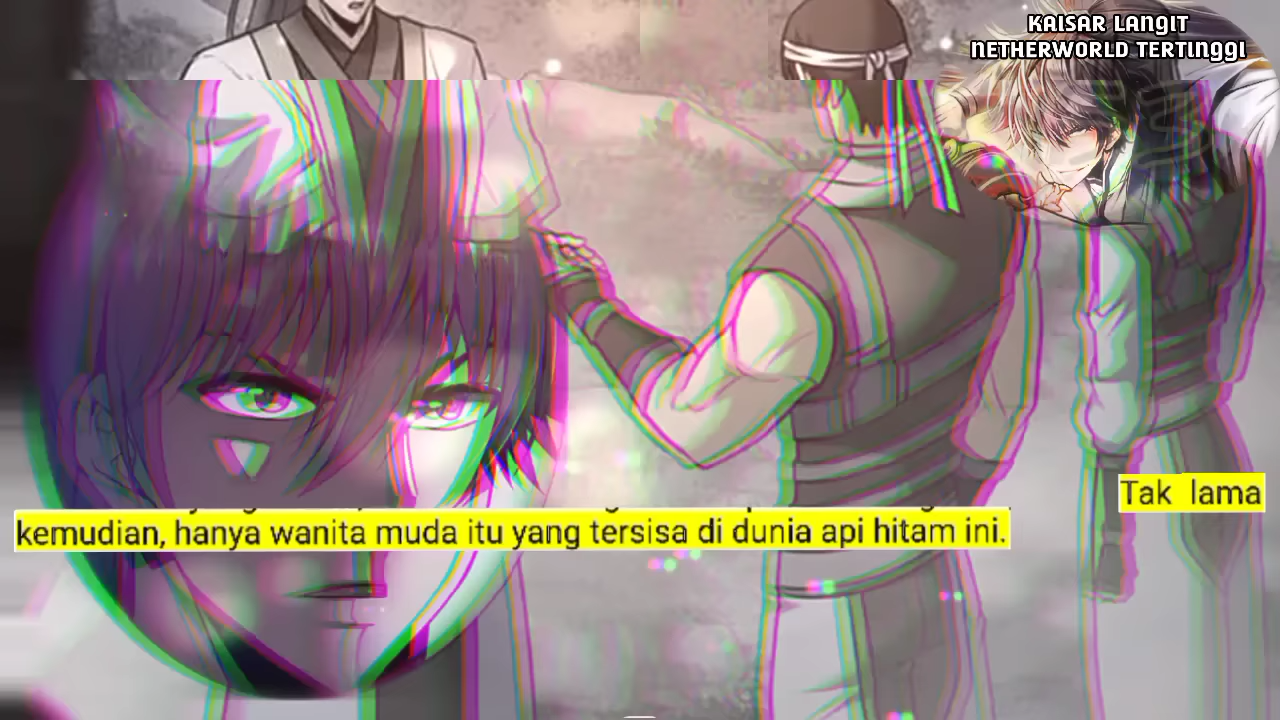 KAISAR LANGIT
NETHERWORLD TERTINGGI
Tak lama
kemudian, hanya wanita muda itu yang tersisa di dunia api hitam ini.